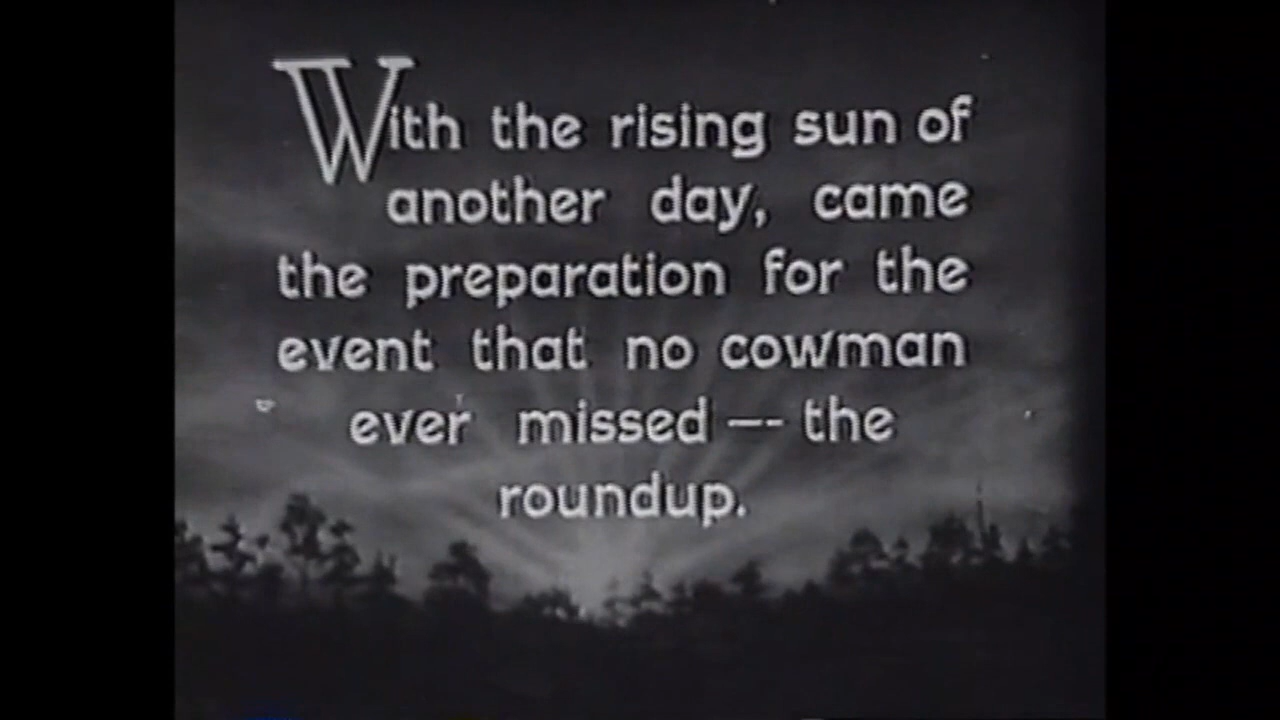 With the rising sun of
another day, came
the preparation for the
event that no cowman
ever missed —- the
roundup.